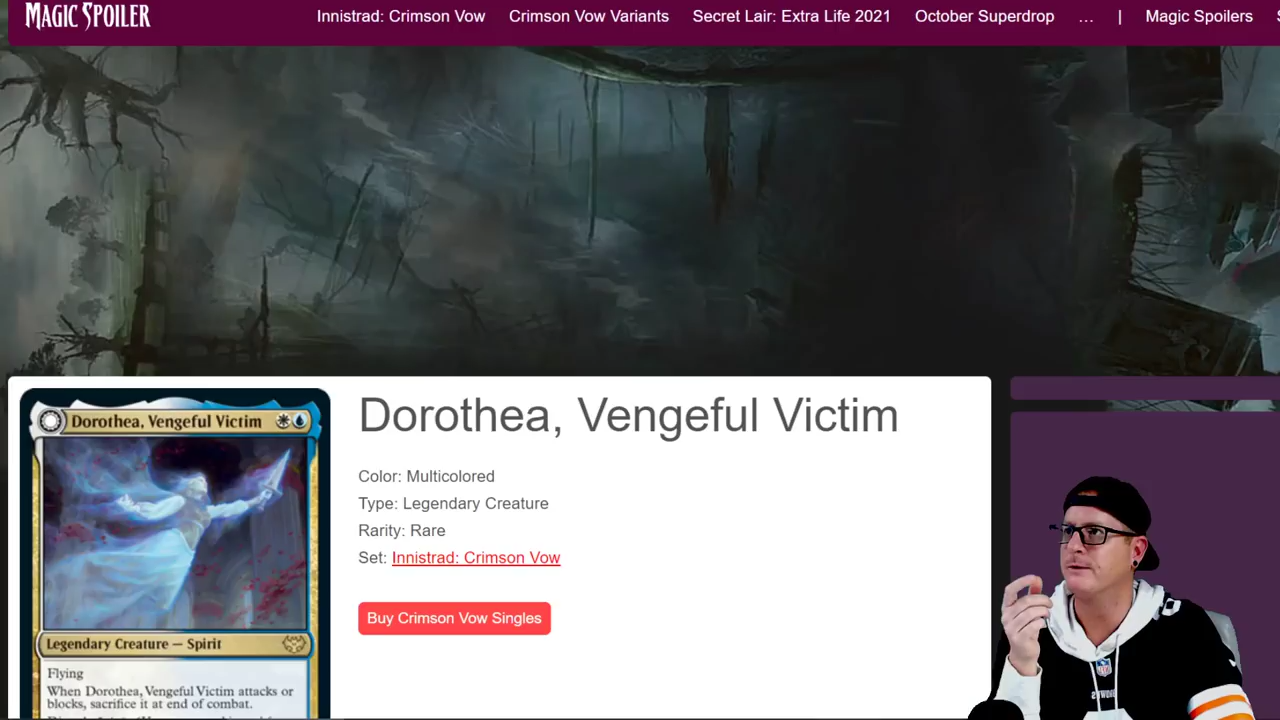 MAGIC SPOILER
Innistrad: Crimson Vow Crimson Vow Variants Secret Lair: Extra Life 2021 October Superdrop ... | Magic Spoilers
Dorothea, Vengeful Victim
Legendary Creature — Spirit
Flying
When Dorothea, Vengeful Victim attacks or
blocks, sacrifice it at end of combat.
Dorothea, Vengeful Victim
Color: Multicolored
Type: Legendary Creature
Rarity: Rare
Set: Innistrad: Crimson Vow
Buy Crimson Vow Singles